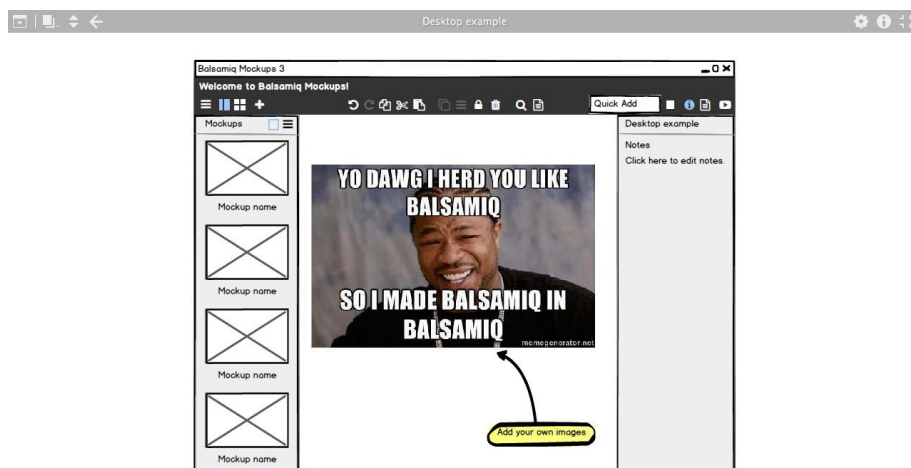 Desktop example
Balsamiq Mockups 3
Welcome to Balsamiq Mockups!
Quick Add
Mockups
Mockup name
Mockup name
Mockup name
Mockup name
YO DAWG I HERD YOU LIKE
BALSAMIQ
SO I MADE BALSAMIQ IN
BALSAMIQ
memegenerator.net
Add your own images
Desktop example
Notes
Click here to edit notes.